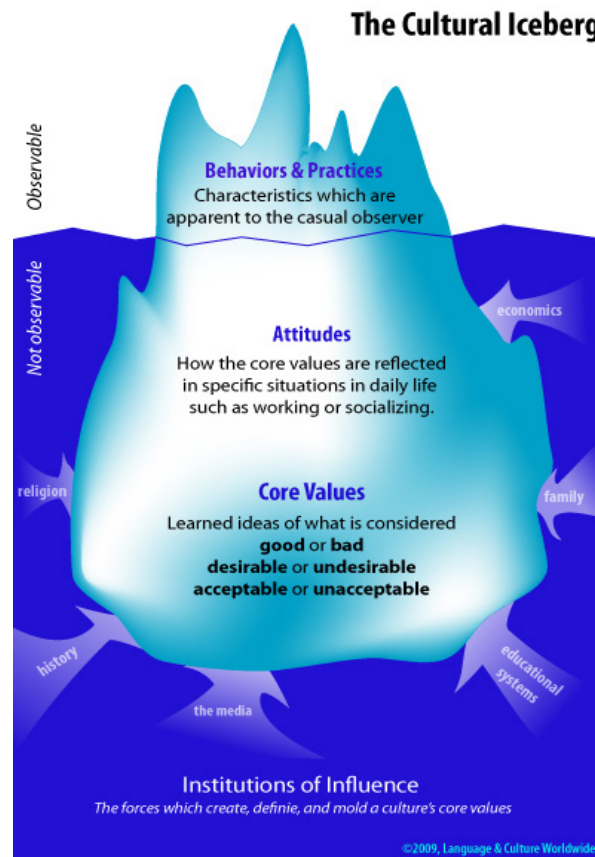 The Cultural Iceberg
Observable
Behaviors & Practices
Characteristics which are
apparent to the casual observer
Not observable
economics
Attitudes
How the core values are reflected
in specific situations in daily life
such as working or socializing.
religion
family
Core Values
Learned ideas of what is considered
good or bad
desirable or undesirable
acceptable or unacceptable
history
the media
educational
systems
Institutions of Influence
The forces which create, definie, and mold a culture's core values
©2009, Language & Culture Worldwide